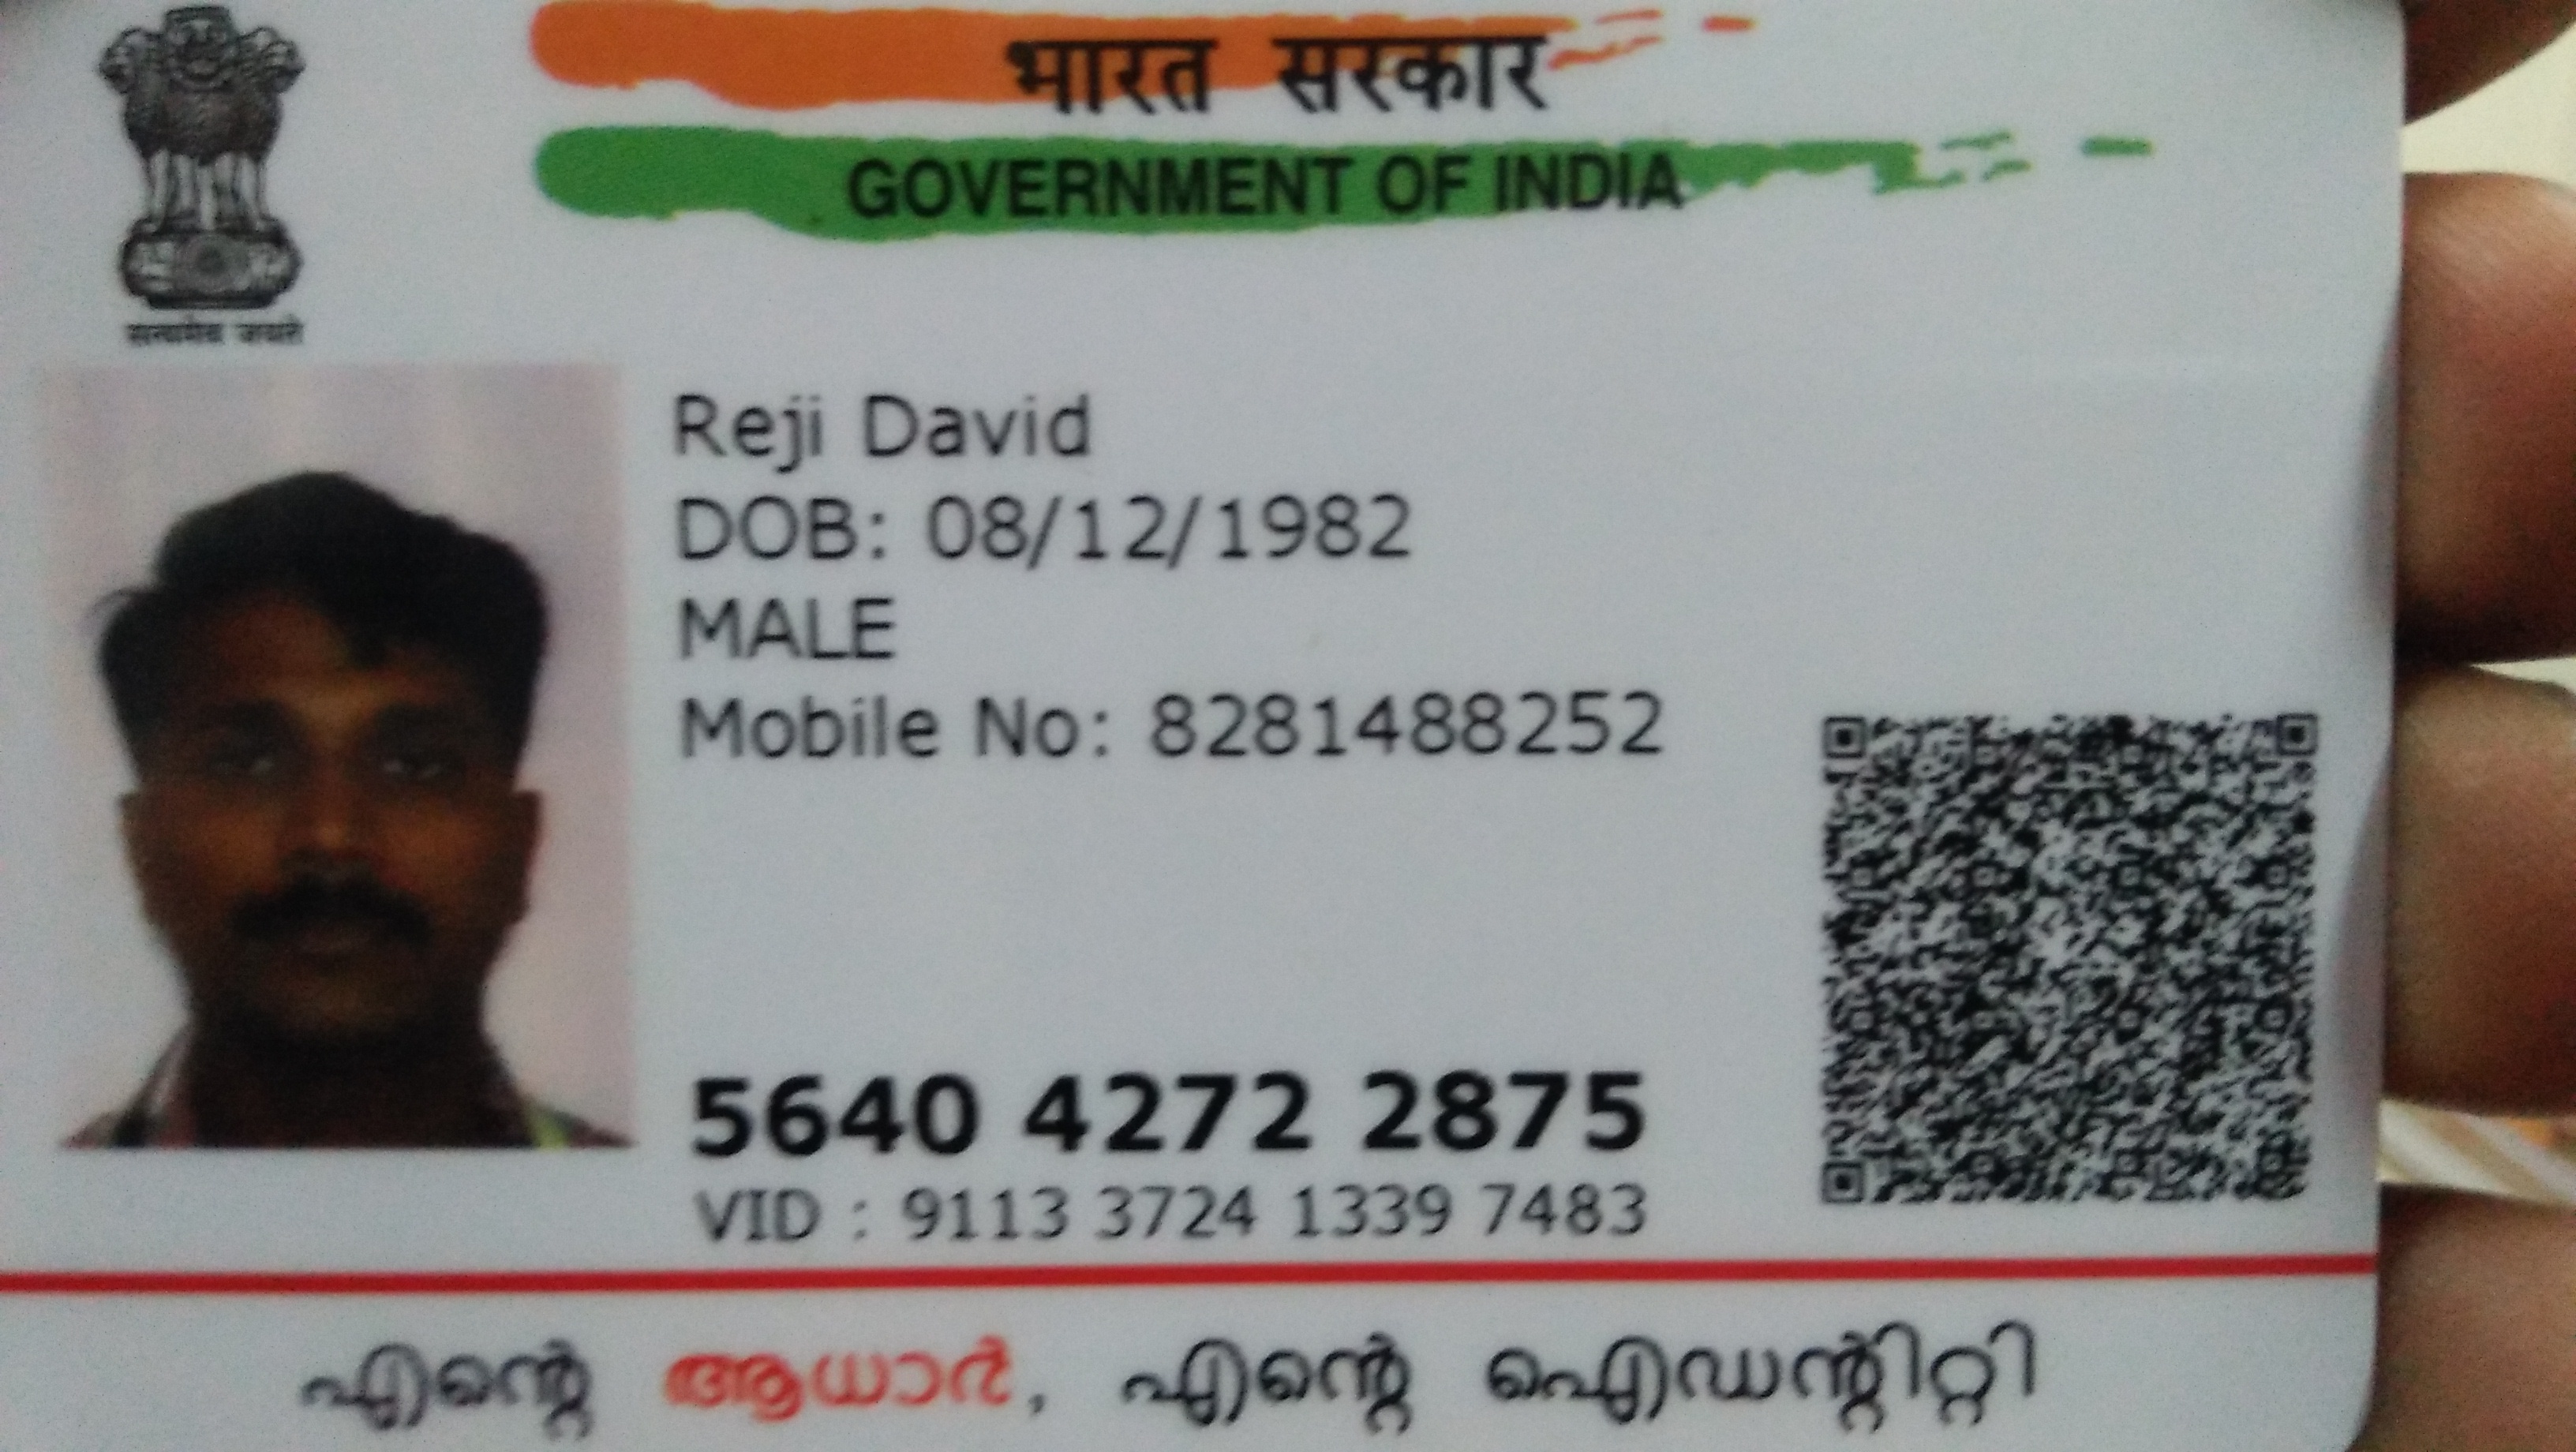 भारत सरकार
GOVERNMENT OF INDIA
सत्यमेव जयते
Reji David
DOB: 08/12/1982
MALE
Mobile No: 8281488252
5640 4272 2875
VID : 9113 3724 1339 7483
എന്റെ ആധാർ, എന്റെ ഐഡന്റിറ്റി